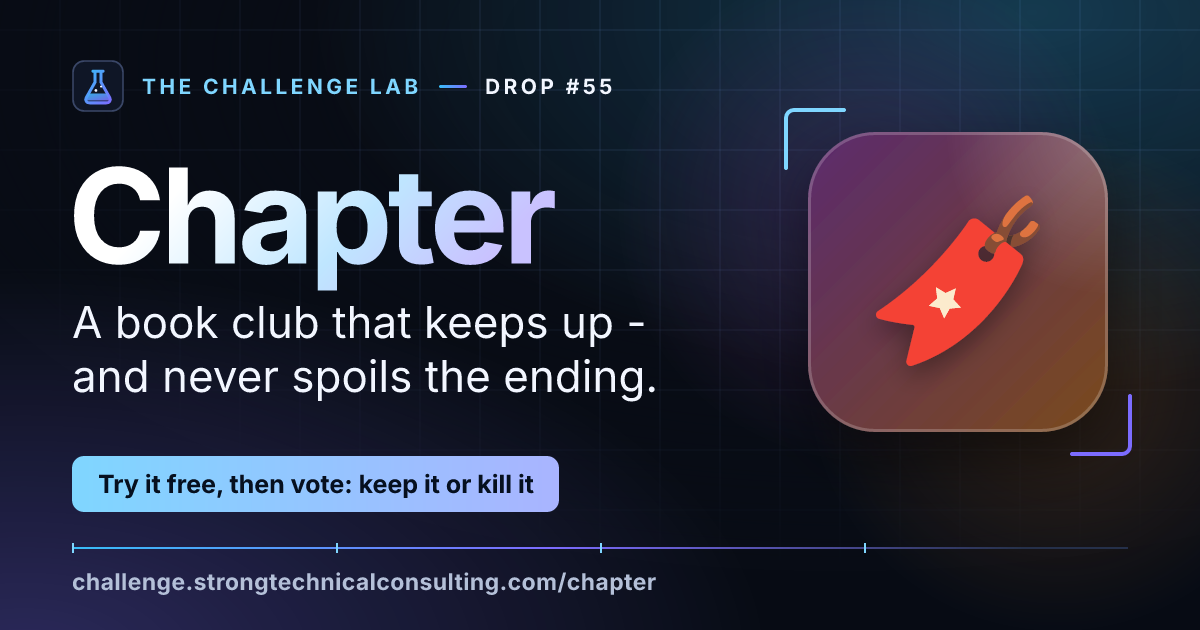 THE CHALLENGE LAB — DROP #55
Chapter
A book club that keeps up -
and never spoils the ending.
Try it free, then vote: keep it or kill it
challenge.strongtechnicalconsulting.com/chapter